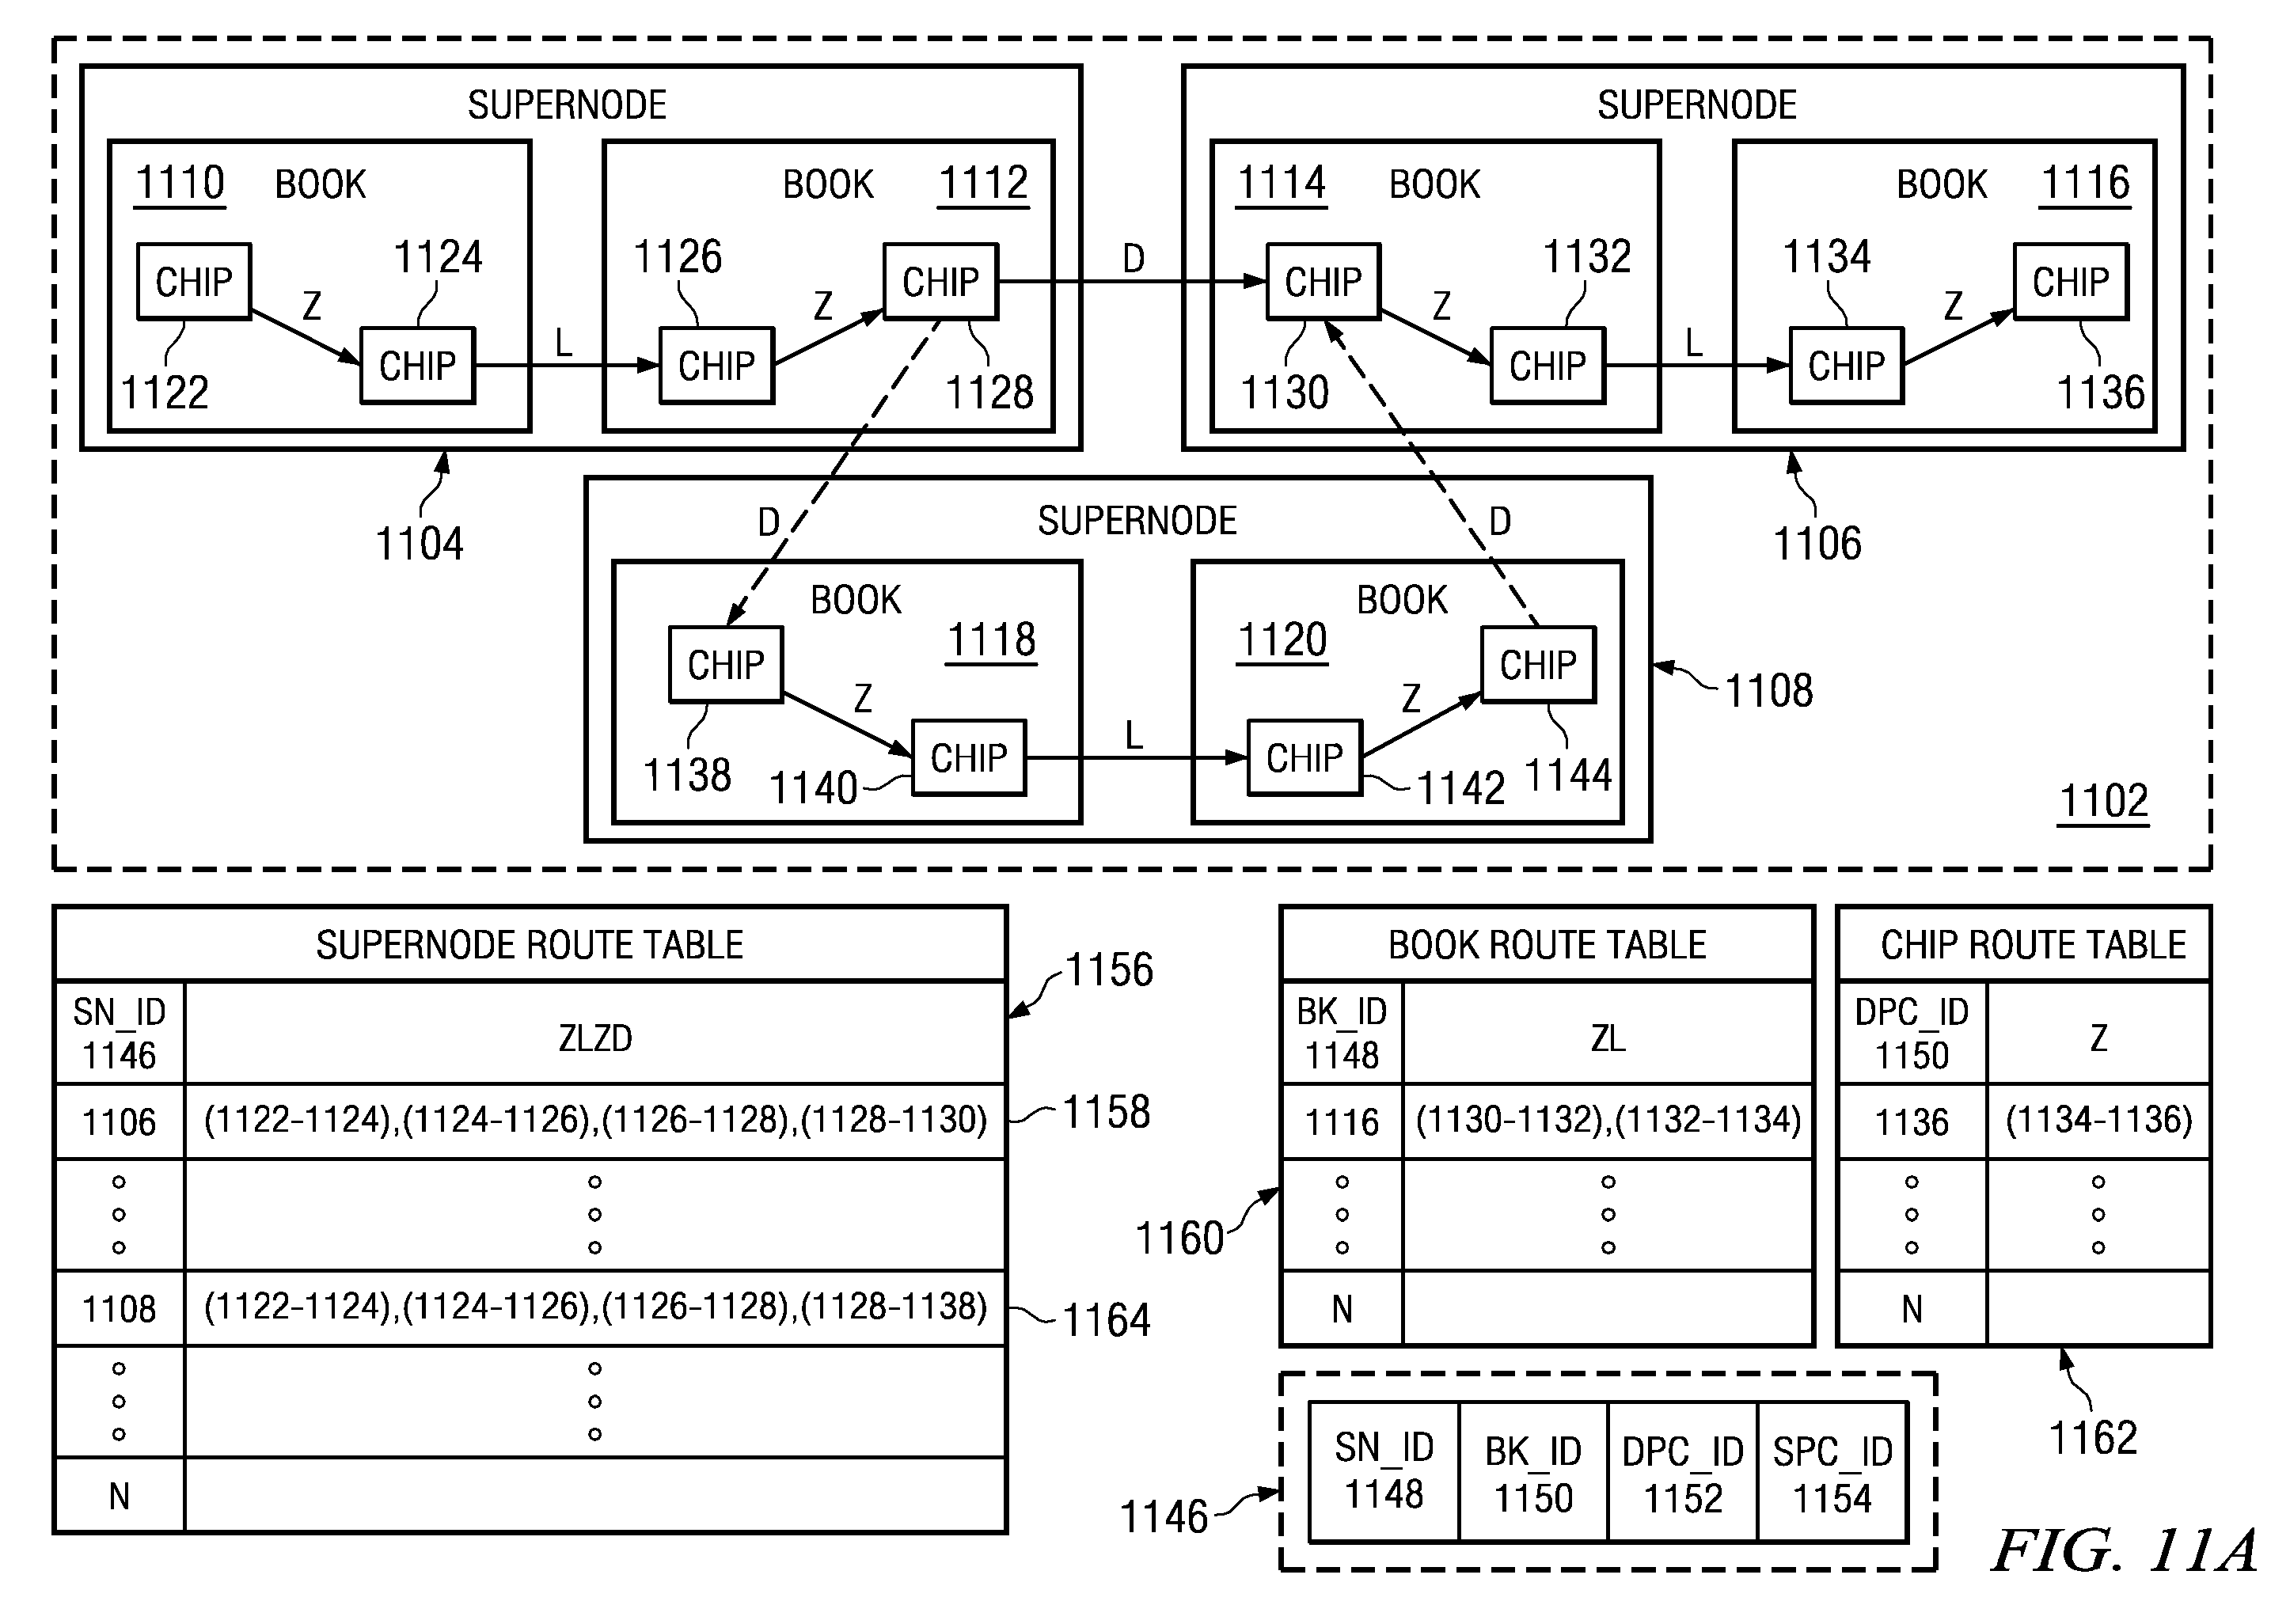 SUPERNODE
SUPERNODE
1110 BOOK
BOOK 1112
1114 BOOK
BOOK 1116
CHIP
Z
1124
CHIP
1122
L
1126
CHIP
Z
CHIP
1128
D
CHIP
1130
Z
1132
CHIP
L
1134
CHIP
Z
CHIP
1136
1104
1106
D
SUPERNODE
D
BOOK
1118
BOOK
1120
CHIP
1138
Z
1140
CHIP
L
CHIP
1142
Z
CHIP
1144
1108
1102
SUPERNODE ROUTE TABLE
1156
SN_ID
1146
ZLZD
1106 (1122-1124),(1124-1126),(1126-1128),(1128-1130)
1158
1108 (1122-1124),(1124-1126),(1126-1128),(1128-1138)
1164
N
BOOK ROUTE TABLE
BK_ID
1148
ZL
1116 (1130-1132),(1132-1134)
1160
N
CHIP ROUTE TABLE
DPC_ID
1150
Z
1136 (1134-1136)
N
1162
SN_ID
1148
BK_ID
1150
DPC_ID
1152
SPC_ID
1154
1146
FIG. 11A